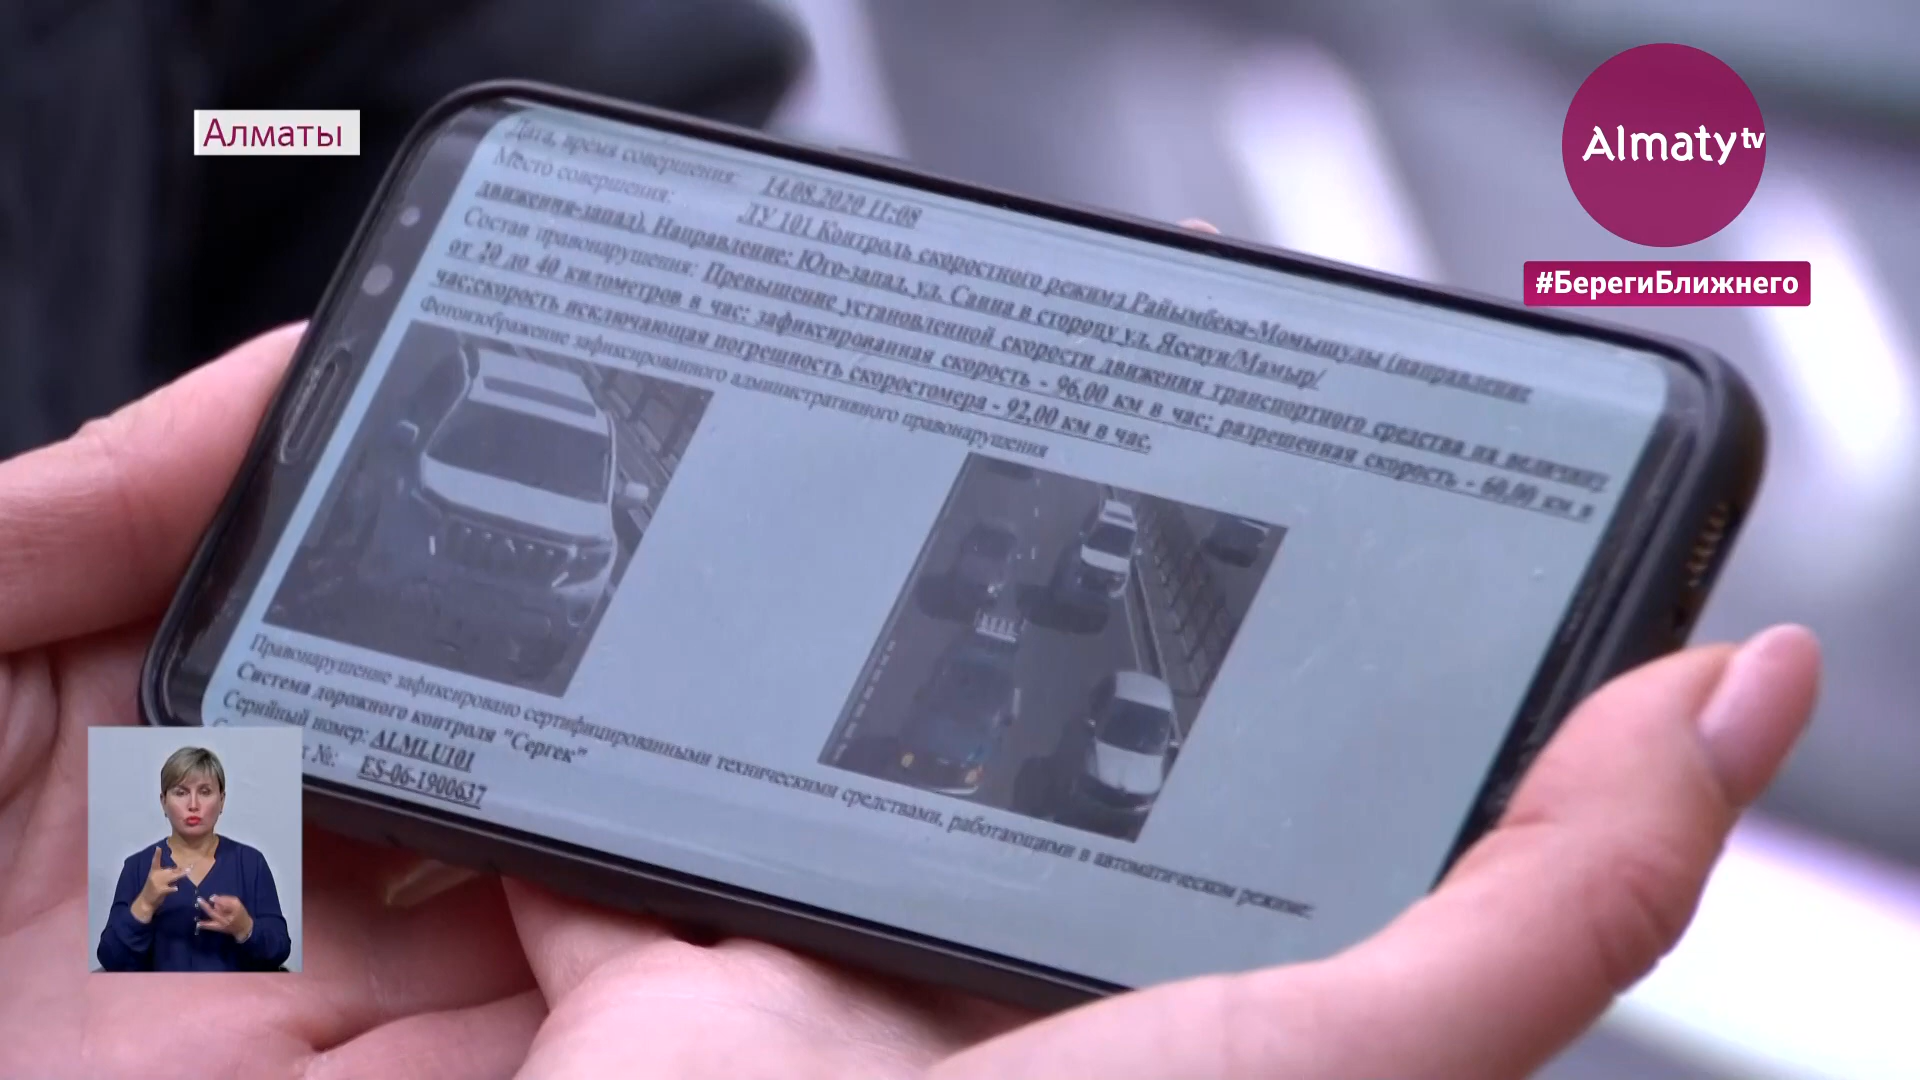 Алматы
Almaty tv
#БерегиБлижнего
Дата, время совершения: 14.08.2020 11:08
Место совершения: ЛУ 101 Контроль скоростного режима Райымбека-Момышулы (направление
движения-запад). Направление: Юго-запад, ул. Саина в сторону ул. Яссауи/Мамыр/
Состав правонарушения: Превышение установленной скорости движения транспортного средства на величину
от 20 до 40 километров в час; зафиксированная скорость - 96,00 км в час; разрешенная скорость - 60,00 км в
час;скорость исключающая погрешность скоростомера - 92,00 км в час.
Фотоизображение зафиксированного административного правонарушения
Правонарушение зафиксировано сертифицированными техническими средствами, работающими в автоматическом режиме:
Система дорожного контроля "Сергек"
Серийный номер: ALMLU101
№: ES-06-1900637